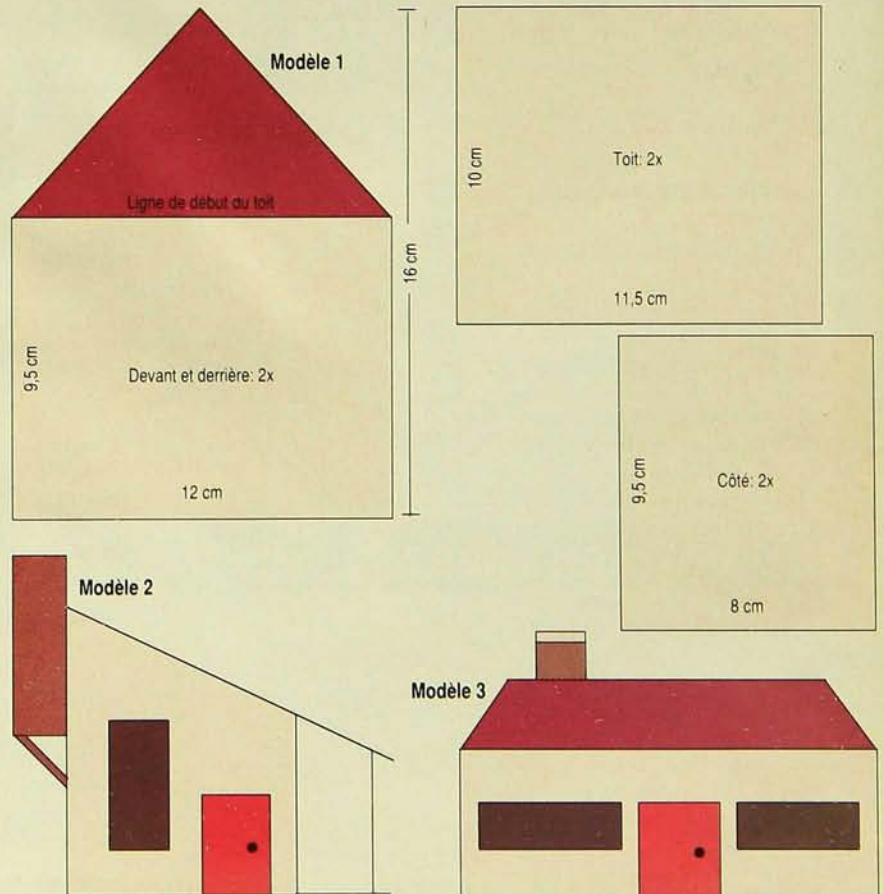 Modèle 1
Ligne de début du toit
16 cm
9,5 cm
Devant et derrière: 2x
12 cm
10 cm
Toit: 2x
11,5 cm
9,5 cm
Côté: 2x
8 cm
Modèle 2
Modèle 3